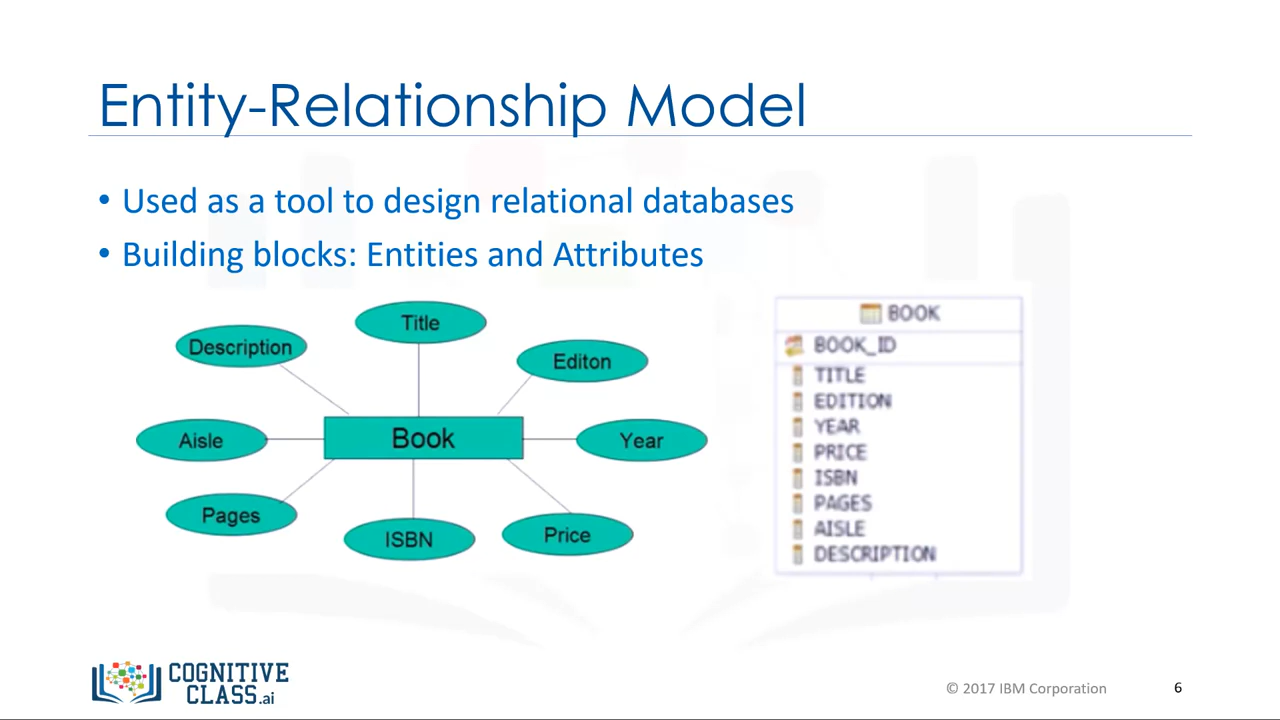 Entity-Relationship Model
• Used as a tool to design relational databases
• Building blocks: Entities and Attributes
Title
Description
Editon
Aisle
Book
Year
Pages
ISBN
Price
BOOK
BOOK_ID
TITLE
EDITION
YEAR
PRICE
ISBN
PAGES
AISLE
DESCRIPTION
COGNITIVE
CLASS.ai
© 2017 IBM Corporation
6